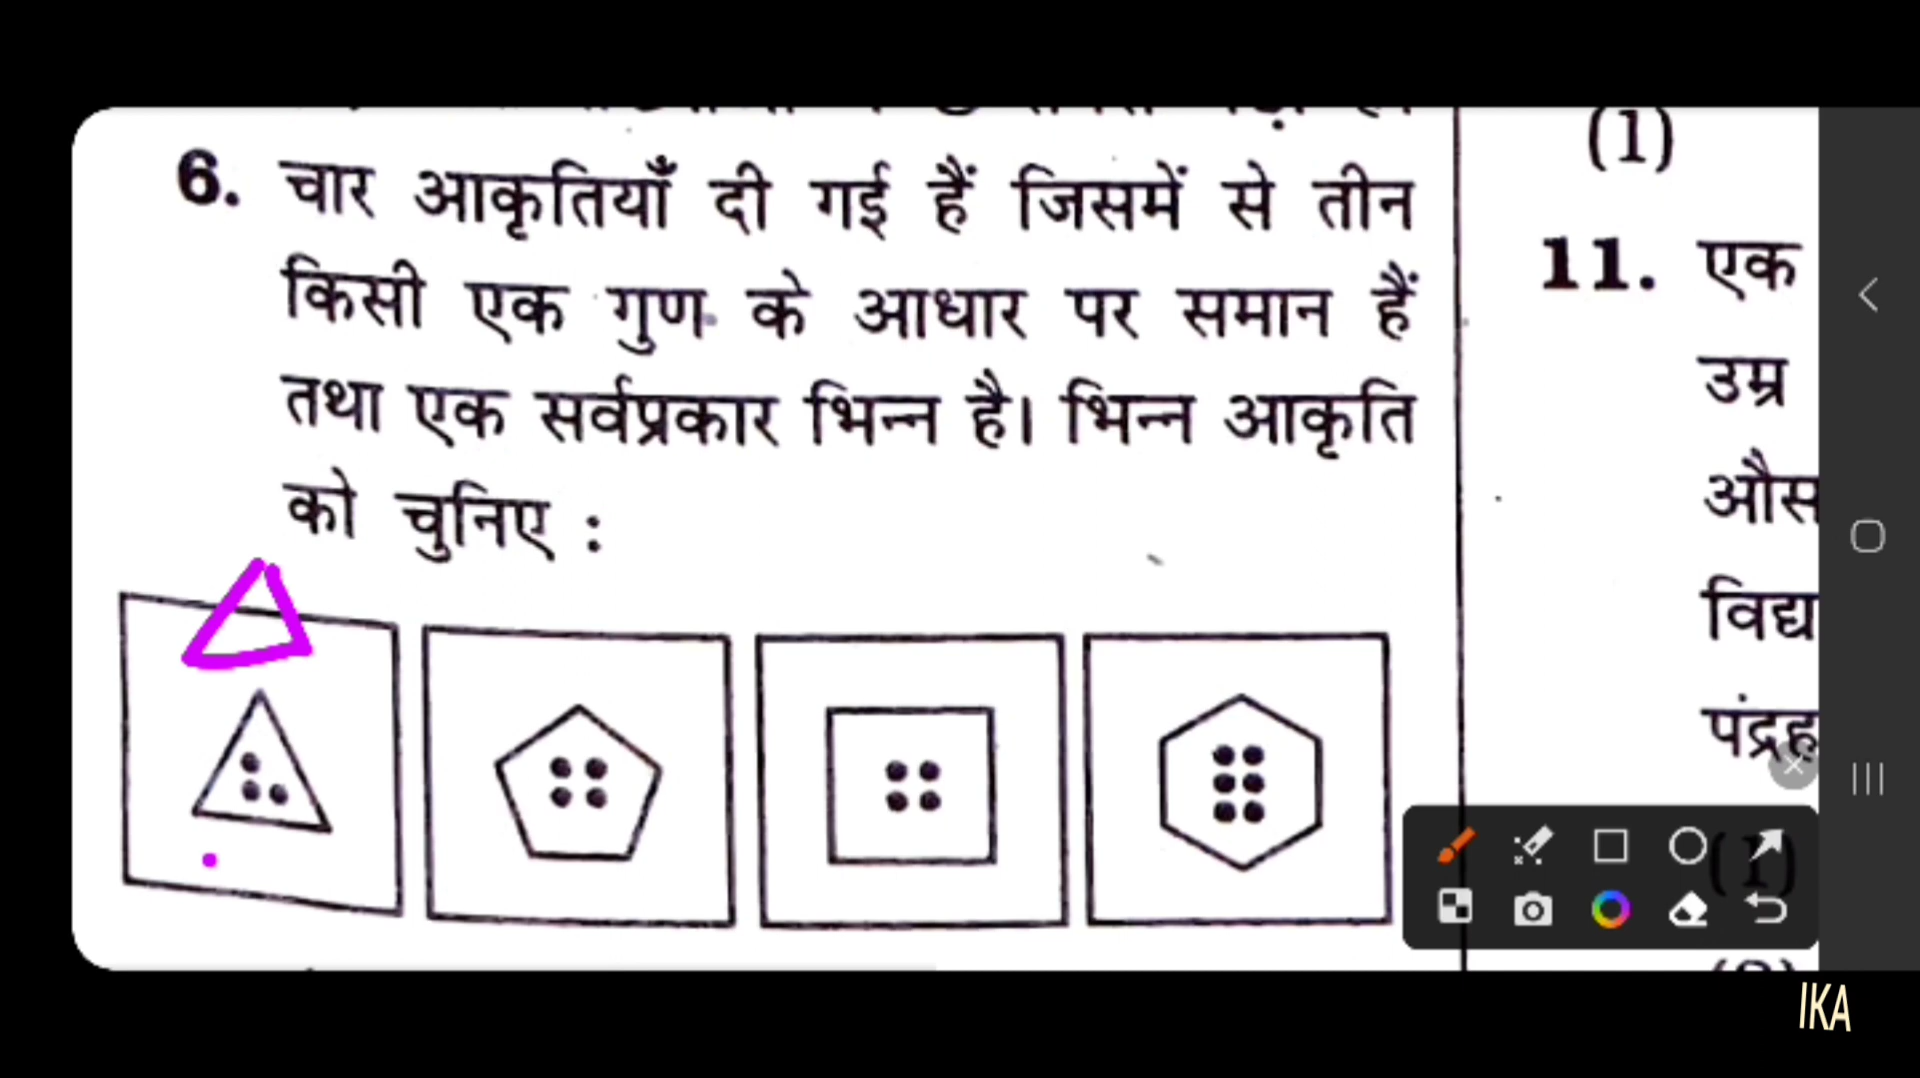 6. चार आकृतियाँ दी गई हैं जिसमें से तीन
किसी एक गुण के आधार पर समान हैं
तथा एक सर्वप्रकार भिन्न है। भिन्न आकृति
को चुनिए :
(1)
11. एक
उम्र
औस
विद्य
पंद्रह
(1)
IKA